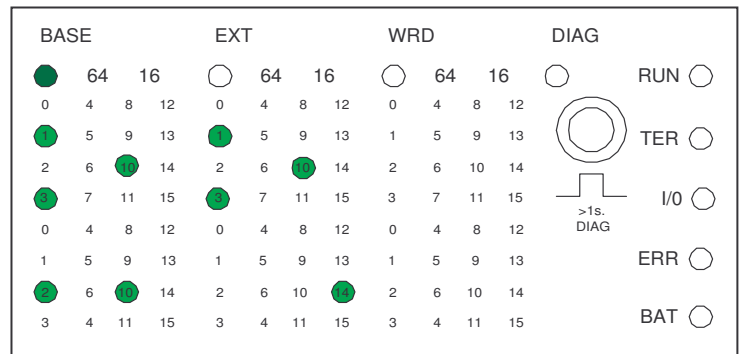 BASE EXT WRD DIAG
64 16 64 16 64 16 RUN
0 4 8 12 0 4 8 12 0 4 8 12
1 5 9 13 1 5 9 13 1 5 9 13 TER
2 6 10 14 2 6 10 14 2 6 10 14
3 7 11 15 3 7 11 15 3 7 11 15 I/0
>1s.
0 4 8 12 0 4 8 12 0 4 8 12 DIAG
1 5 9 13 1 5 9 13 1 5 9 13 ERR
2 6 10 14 2 6 10 14 2 6 10 14
3 4 11 15 3 4 11 15 3 4 11 15 BAT